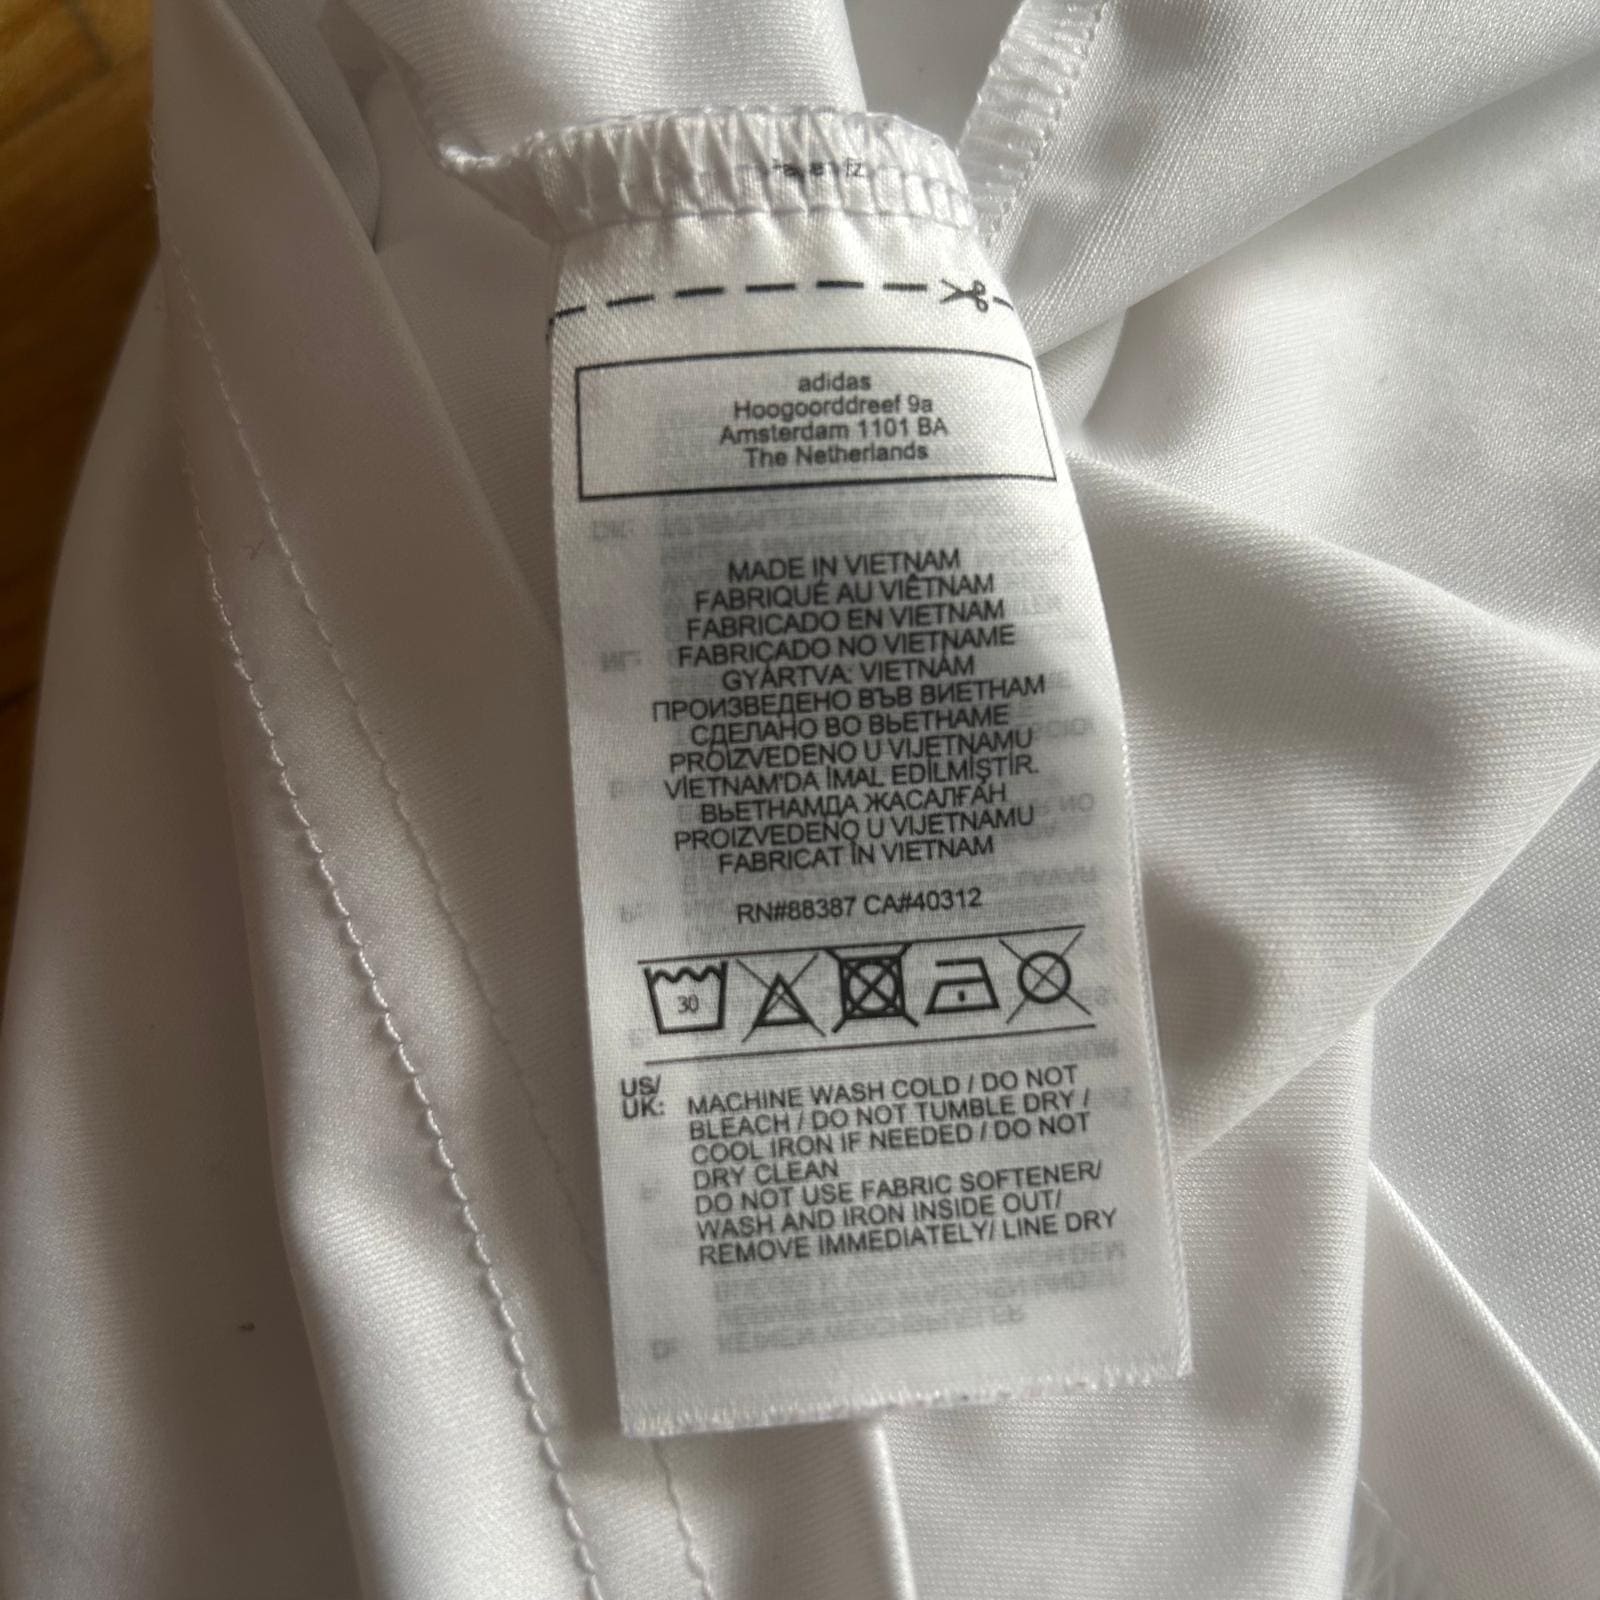 adidas
Hoogoorddreef 9a
Amsterdam 1101 BA
The Netherlands
MADE IN VIETNAM
FABRIQUÉ AU VIÊTNAM
FABRICADO EN VIETNAM
FABRICADO NO VIETNAME
GYÁRTVA: VIETNÁM
ПРОИЗВЕДЕНО ВЪВ ВИЕТНАМ
СДЕЛАНО ВО ВЬЕТНАМЕ
PROIZVEDENO U VIJETNAMU
VİETNAM'DA İMAL EDİLMİŞTİR.
ВЬЕТНАМДА ЖАСАЛҒАН
PROIZVEDENO U VIJETNAMU
FABRICAT ÎN VIETNAM
RN#88387 CA#40312
30
US/
UK: MACHINE WASH COLD / DO NOT
BLEACH / DO NOT TUMBLE DRY /
COOL IRON IF NEEDED / DO NOT
DRY CLEAN
DO NOT USE FABRIC SOFTENER/
WASH AND IRON INSIDE OUT/
REMOVE IMMEDIATELY/ LINE DRY